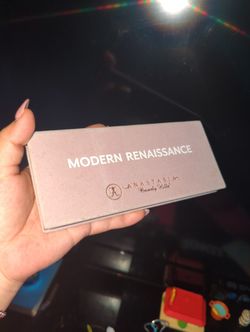 MODERN RENAISSANCE
ANASTASIA
Beverly Hills